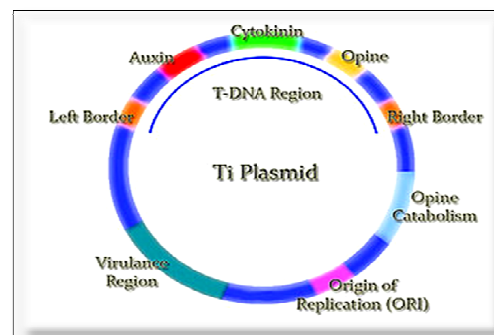 Cytokinin
Auxin
Opine
T-DNA Region
Left Border
Right Border
Ti Plasmid
Opine
Catabolism
Virulance
Region
Origin of
Replication (ORI)